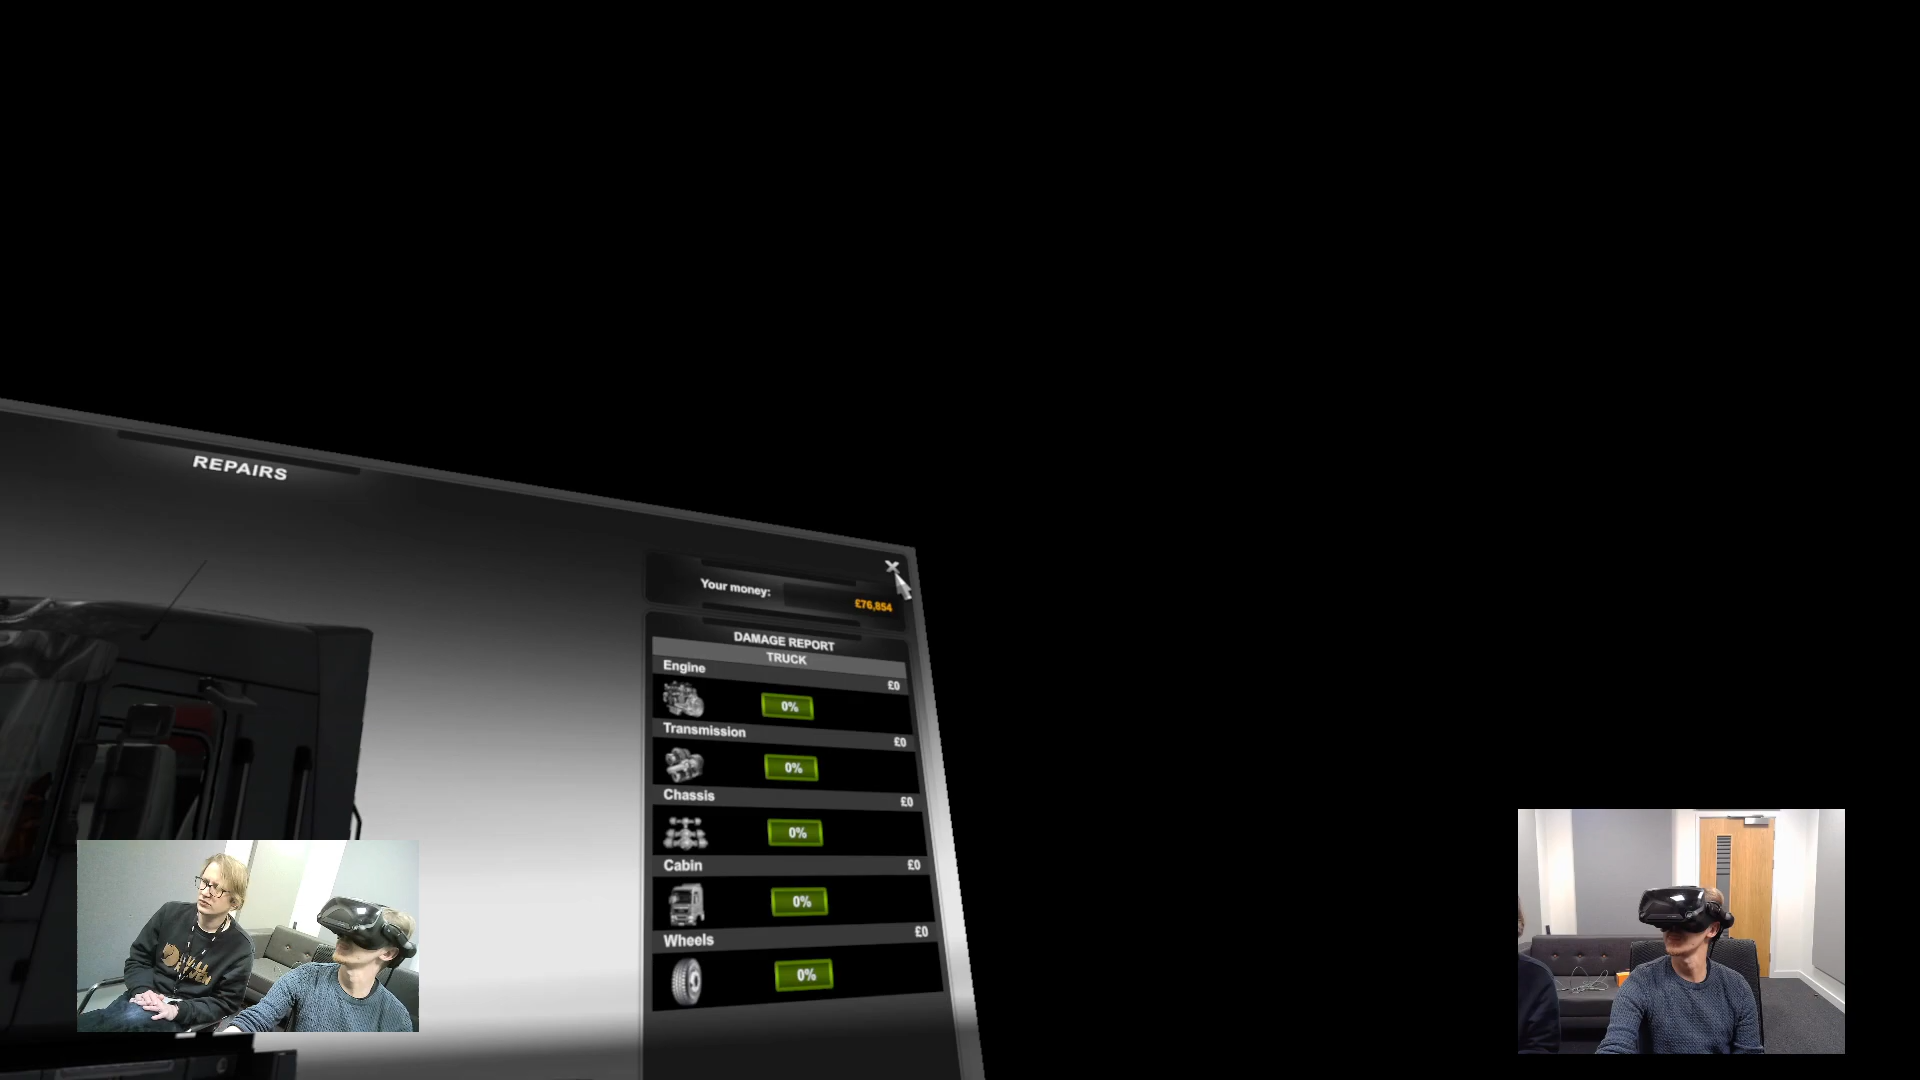 REPAIRS
Your money:
£76,854
DAMAGE REPORT
TRUCK
Engine
£0
0%
Transmission
£0
0%
Chassis
£0
0%
Cabin
£0
0%
Wheels
£0
0%